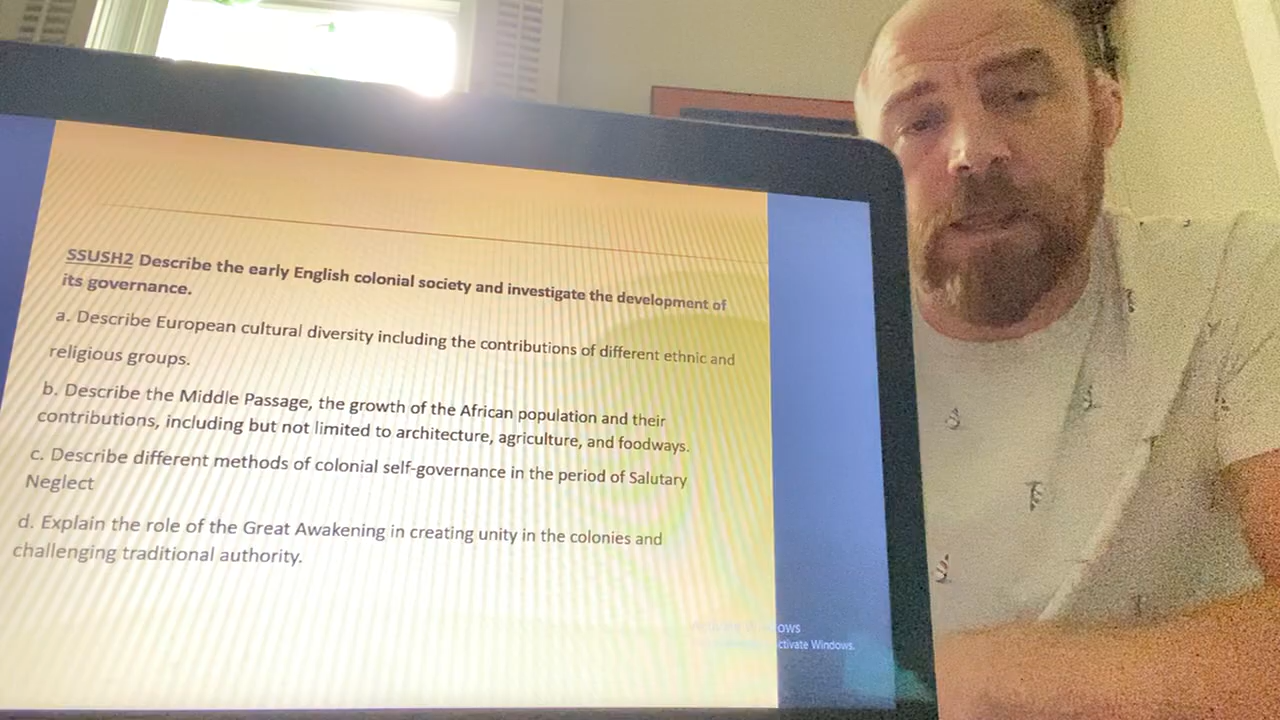 SSUSH2 Describe the early English colonial society and investigate the development of
its governance.
a. Describe European cultural diversity including the contributions of different ethnic and
religious groups.
b. Describe the Middle Passage, the growth of the African population and their
contributions, including but not limited to architecture, agriculture, and foodways.
c. Describe different methods of colonial self-governance in the period of Salutary
Neglect
d. Explain the role of the Great Awakening in creating unity in the colonies and
challenging traditional authority.
Windows.